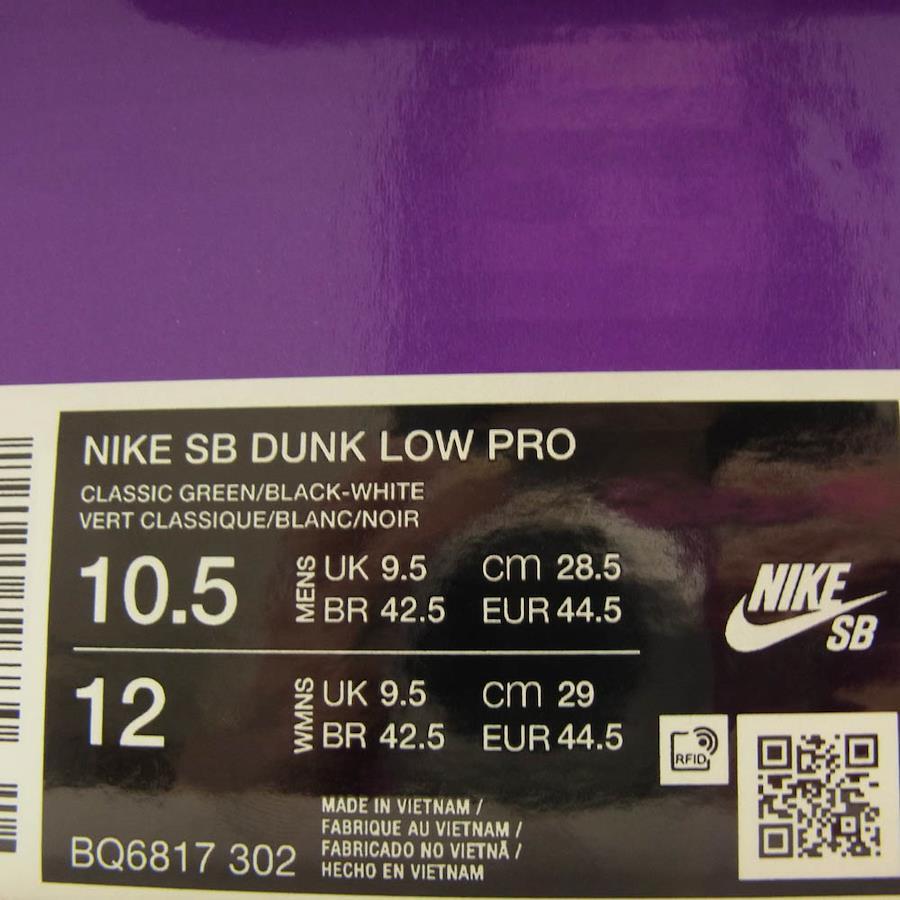 NIKE SB DUNK LOW PRO
CLASSIC GREEN/BLACK-WHITE
VERT CLASSIQUE/BLANC/NOIR
10.5 MENS UK 9.5 CM 28.5
BR 42.5 EUR 44.5
12 WMNS UK 9.5 CM 29
BR 42.5 EUR 44.5
NIKE
SB
RFID
MADE IN VIETNAM /
FABRIQUE AU VIETNAM /
FABRICADO NO VIETNÃ /
HECHO EN VIETNAM
BQ6817 302